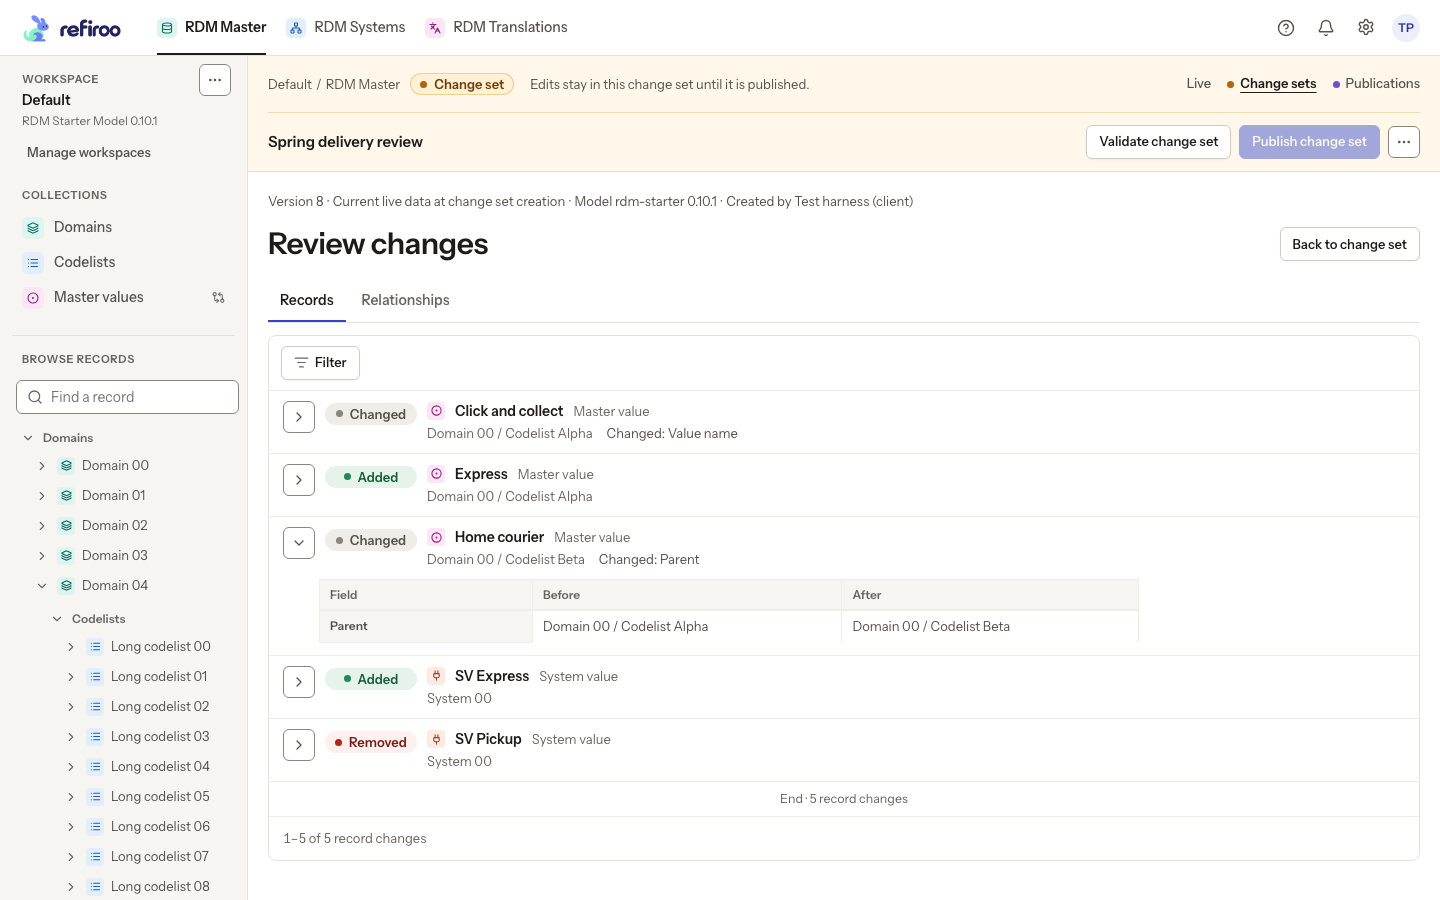 refiroo
RDM Master
RDM Systems
RDM Translations
TP
WORKSPACE
Default
RDM Starter Model 0.10.1
Manage workspaces
COLLECTIONS
Domains
Codelists
Master values
BROWSE RECORDS
Find a record
Domains
Domain 00
Domain 01
Domain 02
Domain 03
Domain 04
Codelists
Long codelist 00
Long codelist 01
Long codelist 02
Long codelist 03
Long codelist 04
Long codelist 05
Long codelist 06
Long codelist 07
Long codelist 08
Default / RDM Master Change set Edits stay in this change set until it is published.
Live Change sets Publications
Spring delivery review
Validate change set Publish change set
Version 8 · Current live data at change set creation · Model rdm-starter 0.10.1 · Created by Test harness (client)
Review changes
Back to change set
Records Relationships
Filter
Changed Click and collect Master value
Domain 00 / Codelist Alpha Changed: Value name
Added Express Master value
Domain 00 / Codelist Alpha
Changed Home courier Master value
Domain 00 / Codelist Beta Changed: Parent
Field Before After
Parent Domain 00 / Codelist Alpha Domain 00 / Codelist Beta
Added SV Express System value
System 00
Removed SV Pickup System value
System 00
End · 5 record changes
1–5 of 5 record changes